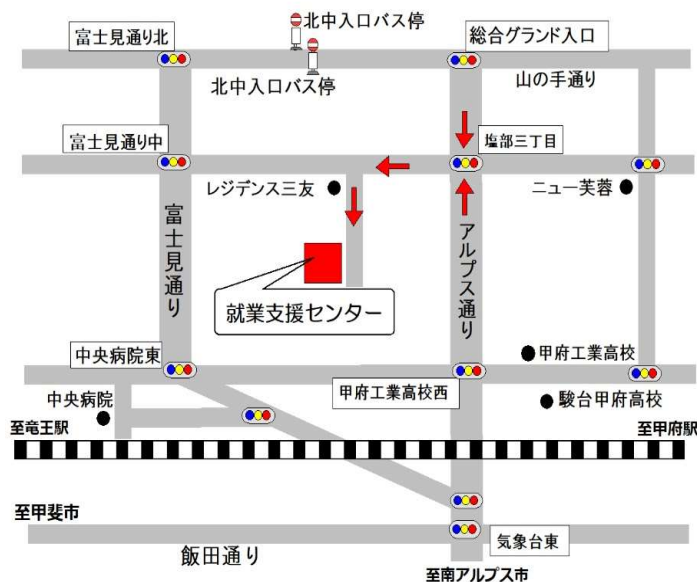 北中入口バス停
富士見通り北
総合グランド入口
北中入口バス停
山の手通り
富士見通り中
塩部三丁目
レジデンス三友
ニュー芙蓉
富士見通り
アルプス通り
就業支援センター
中央病院東
甲府工業高校
甲府工業高校西
中央病院
駿台甲府高校
至竜王駅
至甲府駅
至甲斐市
飯田通り
気象台東
至南アルプス市